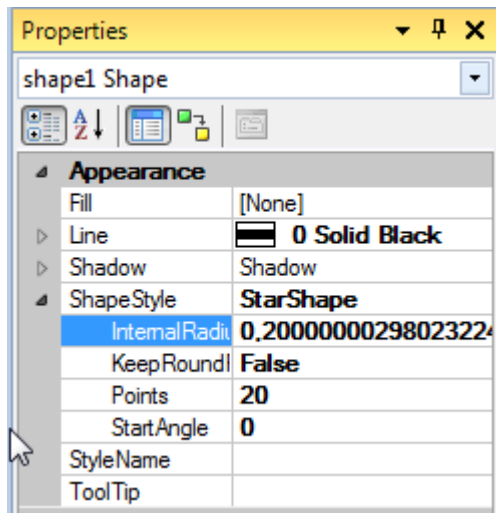 Properties
shape1 Shape
A
Z
Appearance
Fill [None]
Line 0 Solid Black
Shadow Shadow
ShapeStyle StarShape
InternalRadiu 0,20000000298023224
KeepRoundI False
Points 20
StartAngle 0
StyleName
ToolTip